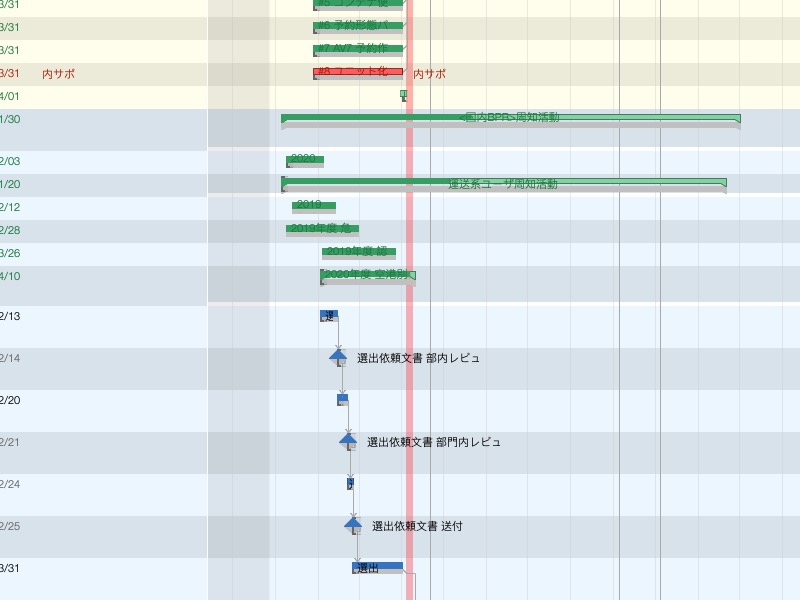 3/31 #5 コンテナ便
3/31 #6 予約形態パ
3/31 #7 AV7 予約作
3/31 内サポ #8 ユニット化 内サポ
4/01
1/30 <国内BPR>周知活動
2/03 2020
1/20 運送系ユーザ周知活動
2/12 2019
2/28 2019年度 危
3/26 2019年度 認
4/10 2020年度 空港別
2/13 選
2/14 選出依頼文書 部内レビュ
2/20
2/21 選出依頼文書 部門内レビュ
2/24
2/25 選出依頼文書 送付
3/31 選出